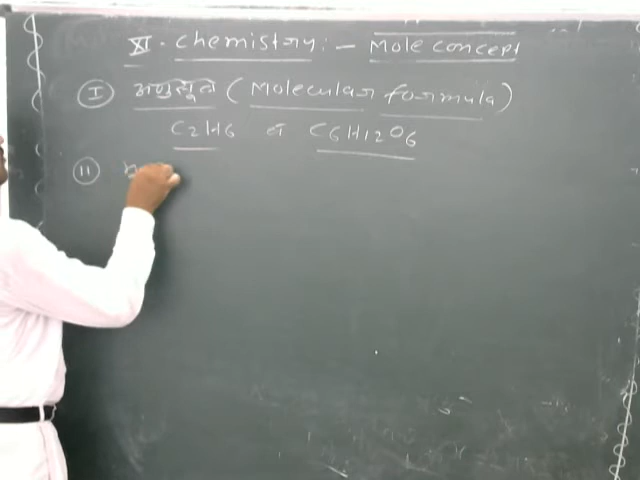 XI. Chemistry: - Mole concept
(I) अणुसूत्र (Molecular formula)
C2H6 व C6H12O6
(II)